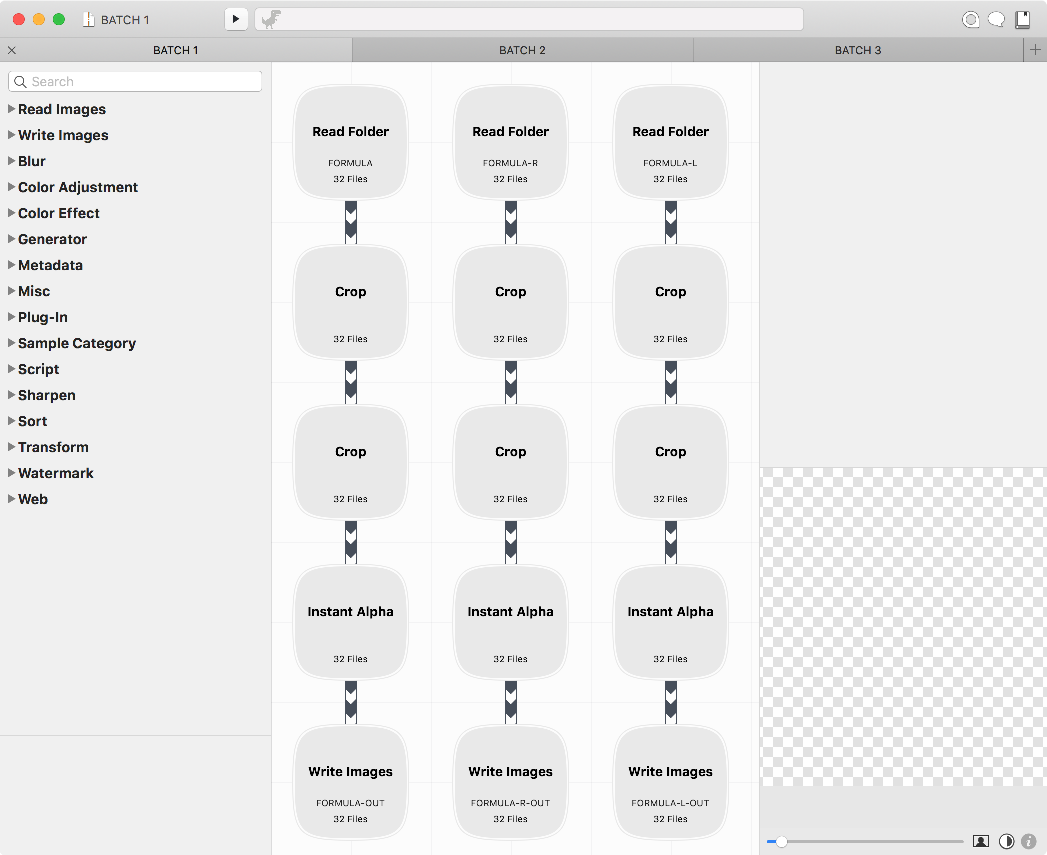 BATCH 1
BATCH 1
BATCH 2
BATCH 3
Search
Read Images
Write Images
Blur
Color Adjustment
Color Effect
Generator
Metadata
Misc
Plug-In
Sample Category
Script
Sharpen
Sort
Transform
Watermark
Web
Read Folder
FORMULA
32 Files
Read Folder
FORMULA-R
32 Files
Read Folder
FORMULA-L
32 Files
Crop
32 Files
Crop
32 Files
Crop
32 Files
Crop
32 Files
Crop
32 Files
Crop
32 Files
Instant Alpha
32 Files
Instant Alpha
32 Files
Instant Alpha
32 Files
Write Images
FORMULA-OUT
32 Files
Write Images
FORMULA-R-OUT
32 Files
Write Images
FORMULA-L-OUT
32 Files